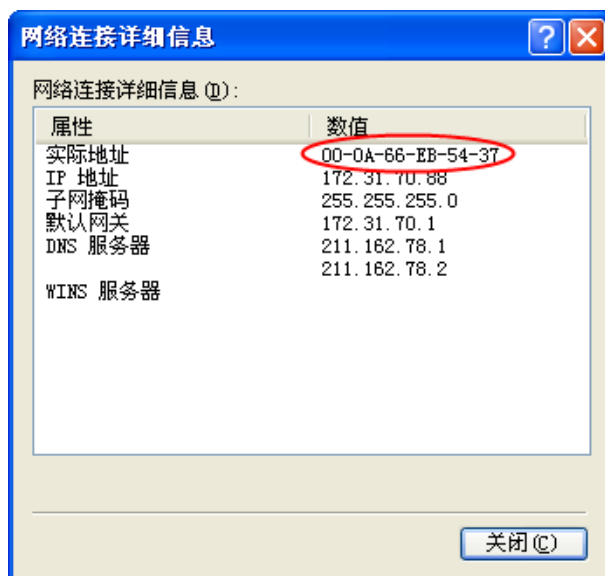 网络连接详细信息
网络连接详细信息(D):
属性 数值
实际地址 00-0A-66-EB-54-37
IP 地址 172.31.70.88
子网掩码 255.255.255.0
默认网关 172.31.70.1
DNS 服务器 211.162.78.1
211.162.78.2
WINS 服务器
关闭(C)